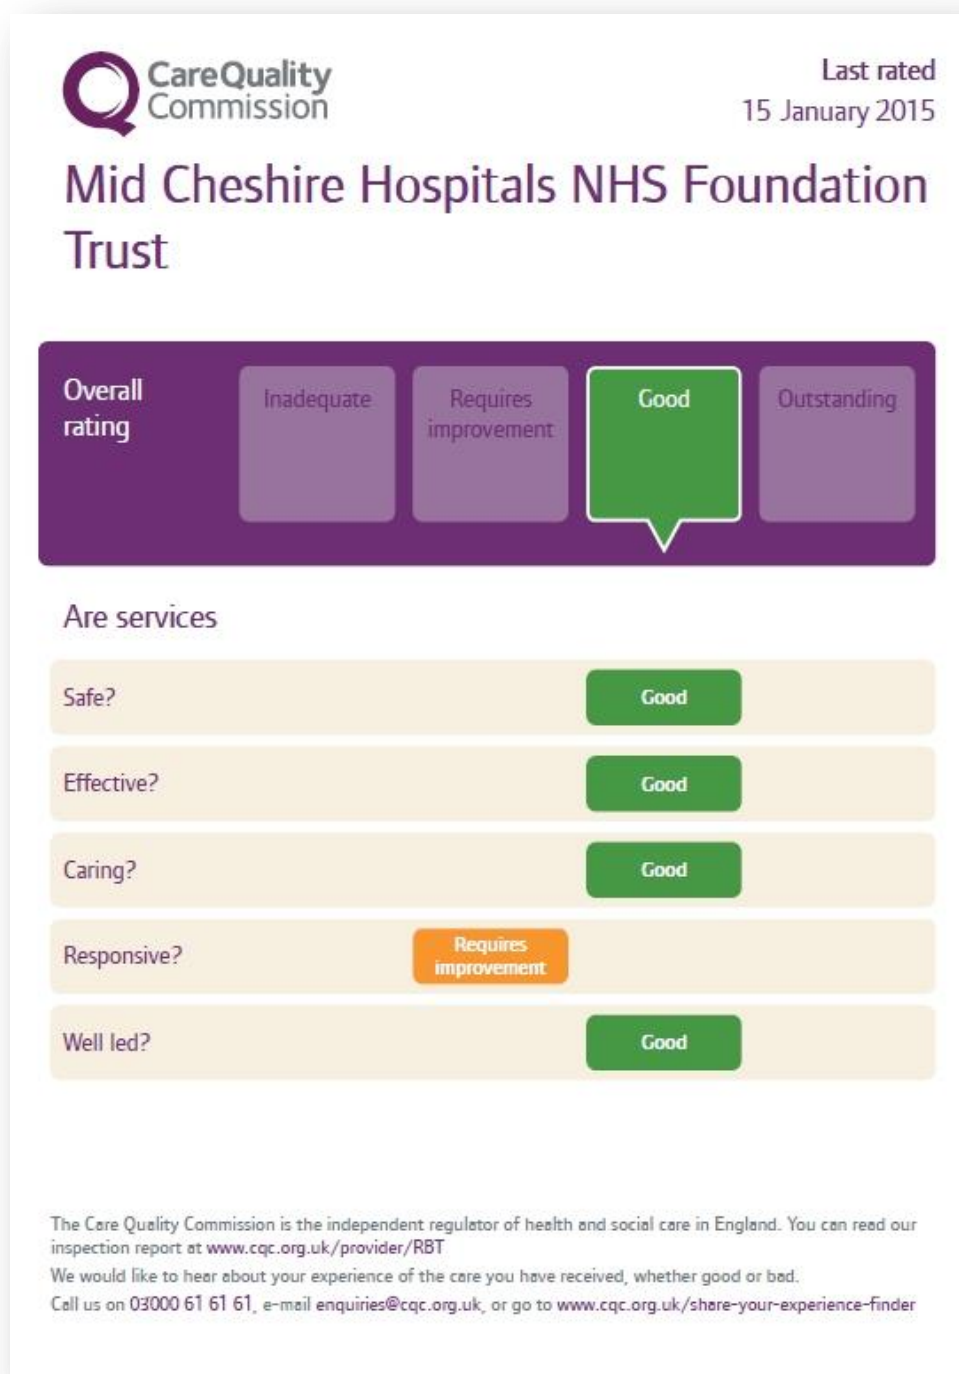 CareQuality
Commission
Last rated
15 January 2015
Mid Cheshire Hospitals NHS Foundation
Trust
Overall
rating
Inadequate
Requires
improvement
Good
Outstanding
Are services
Safe?
Good
Effective?
Good
Caring?
Good
Responsive?
Requires
improvement
Well led?
Good
The Care Quality Commission is the independent regulator of health and social care in England. You can read our
inspection report at www.cqc.org.uk/provider/RBT
We would like to hear about your experience of the care you have received, whether good or bad.
Call us on 03000 61 61 61, e-mail enquiries@cqc.org.uk, or go to www.cqc.org.uk/share-your-experience-finder